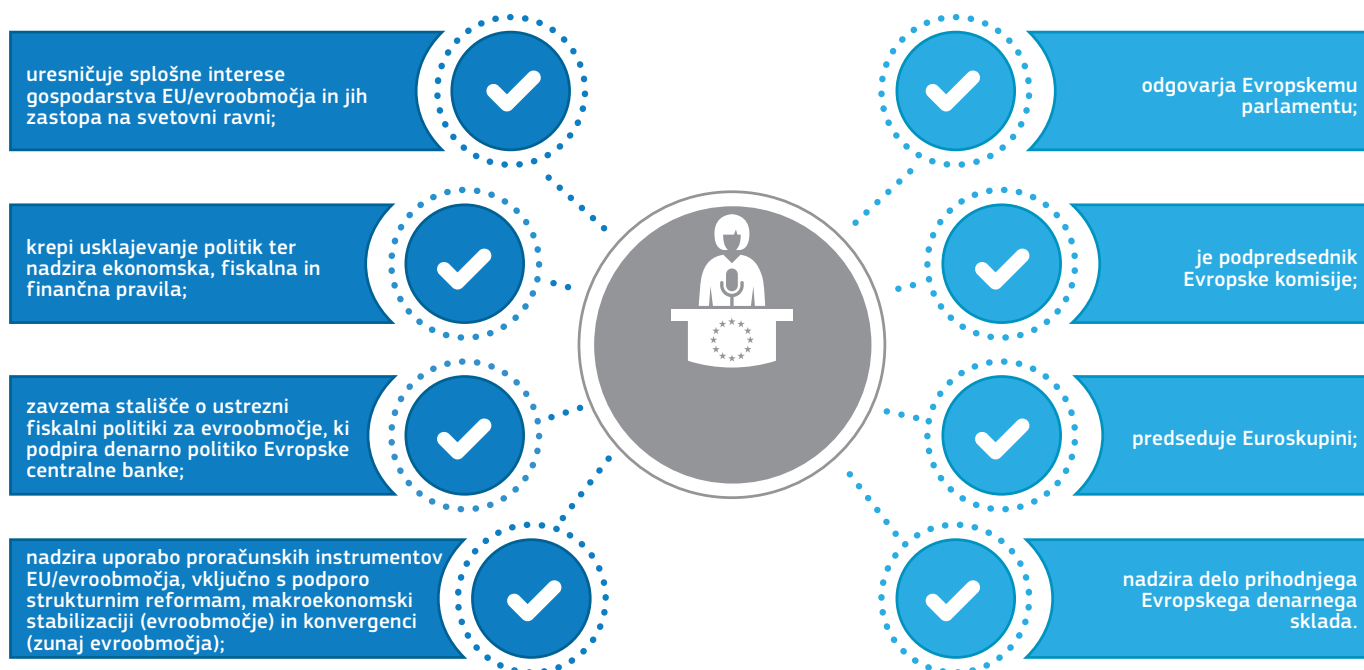 uresničuje splošne interese
gospodarstva EU/evroobmočja in jih
zastopa na svetovni ravni;
krepi usklajevanje politik ter
nadzira ekonomska, fiskalna in
finančna pravila;
zavzema stališče o ustrezni
fiskalni politiki za evroobmočje, ki
podpira denarno politiko Evropske
centralne banke;
nadzira uporabo proračunskih instrumentov
EU/evroobmočja, vključno s podporo
strukturnim reformam, makroekonomski
stabilizaciji (evroobmočje) in konvergenci
(zunaj evroobmočja);
odgovarja Evropskemu
parlamentu;
je podpredsednik
Evropske komisije;
predseduje Euroskupini;
nadzira delo prihodnjega
Evropskega denarnega
sklada.